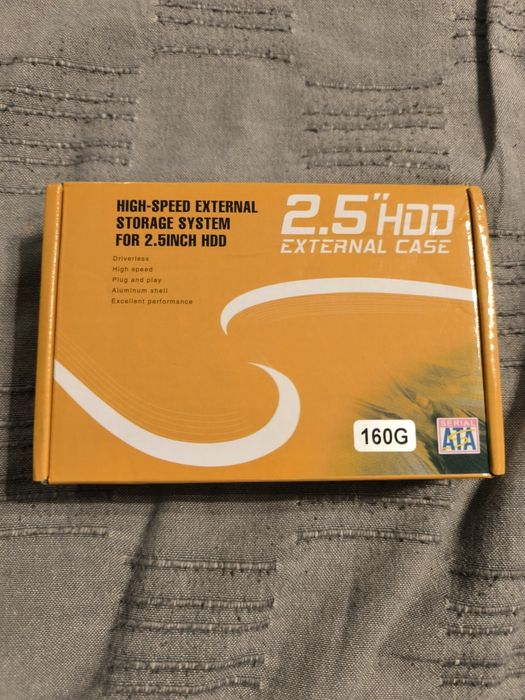 HIGH-SPEED EXTERNAL
STORAGE SYSTEM
FOR 2.5INCH HDD
Driverless
High speed
Plug and play
Aluminum shell
Excellent performance
2.5" HDD
EXTERNAL CASE
160G
SERIAL
ATA